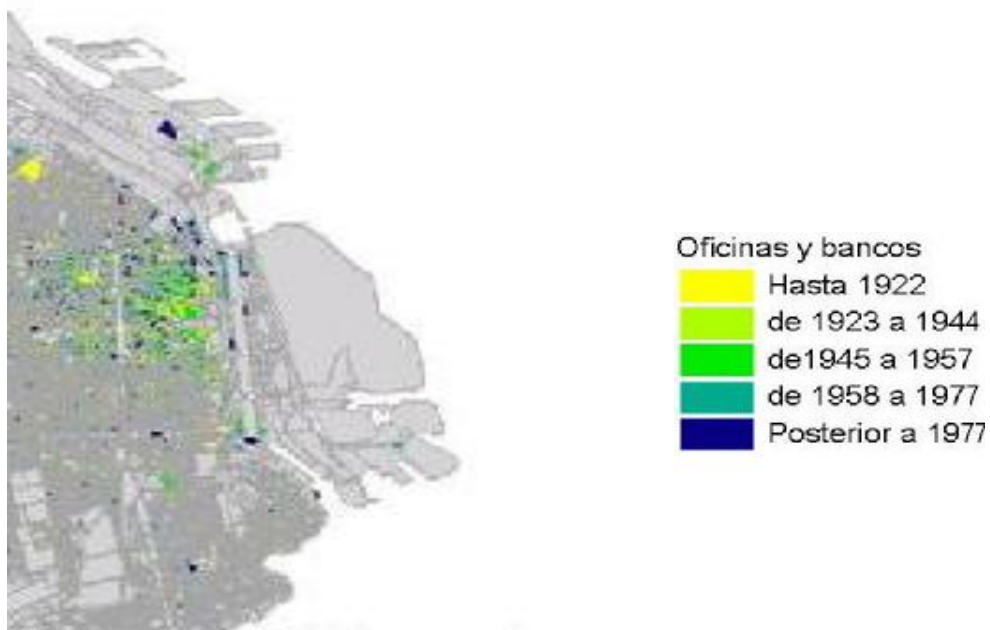 Oficinas y bancos
Hasta 1922
de 1923 a 1944
de1945 a 1957
de 1958 a 1977
Posterior a 1977